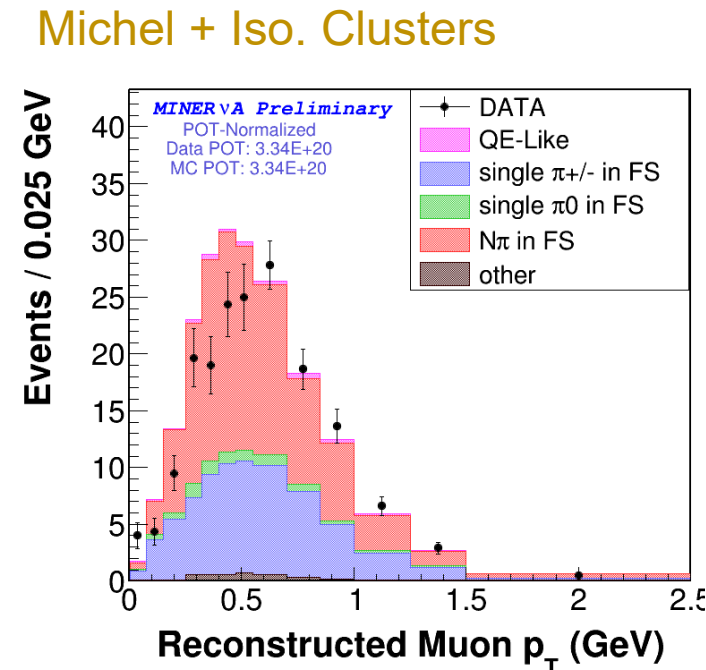 Michel + Iso. Clusters
MINERνA Preliminary
POT-Normalized
Data POT: 3.34E+20
MC POT: 3.34E+20
DATA
QE-Like
single π+/- in FS
single π0 in FS
Nπ in FS
other
Events / 0.025 GeV
40
35
30
25
20
15
10
5
0
0 0.5 1 1.5 2 2.5
Reconstructed Muon pT (GeV)